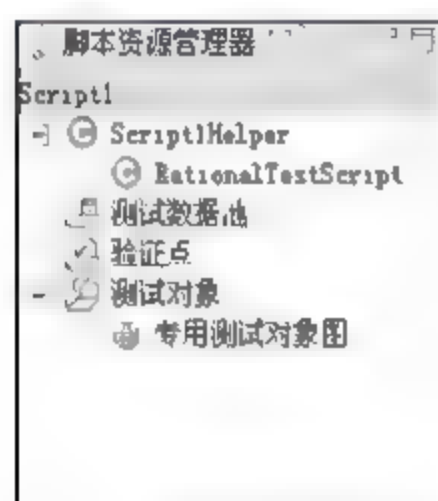 脚本资源管理器
Script1
Script1Helper
RationalTestScript
测试数据池
验证点
测试对象
专用测试对象图